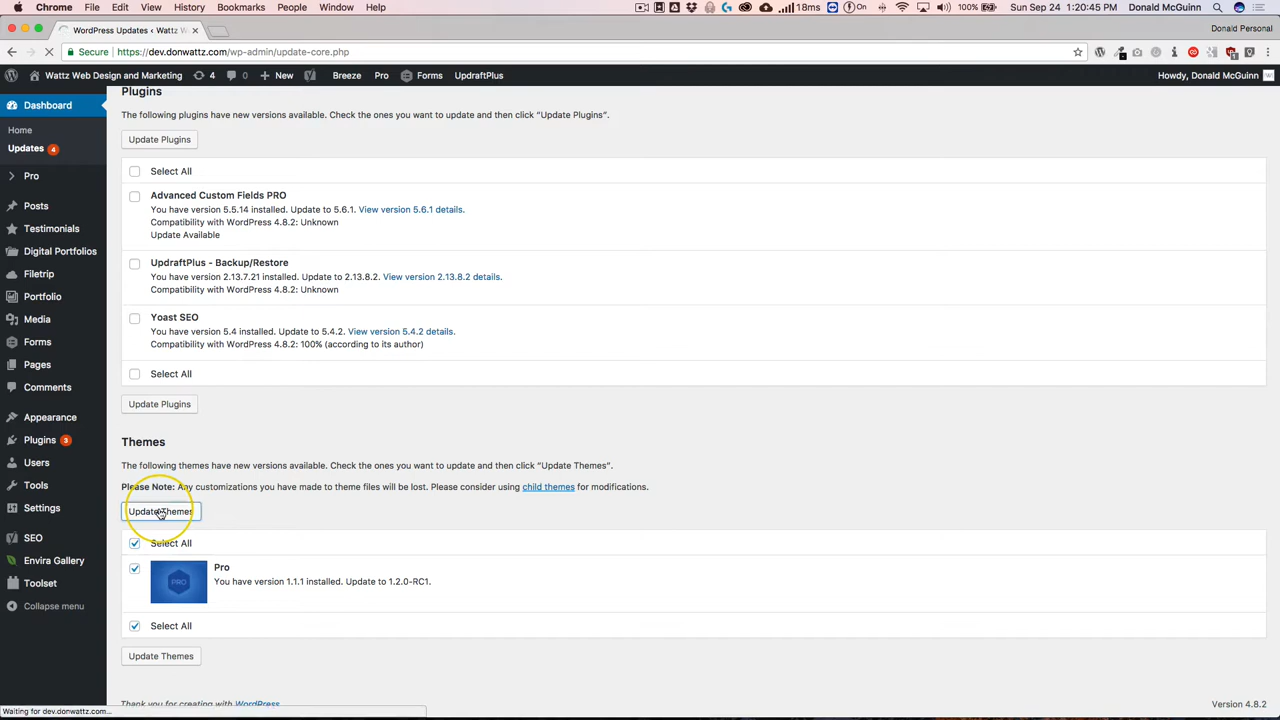 Chrome File Edit View History Bookmarks People Window Help 18ms (On) 100% Sun Sep 24 1:20:45 PM Donald McGuinn
WordPress Updates ‹ Wattz W × Donald Personal
Secure https://dev.donwattz.com/wp-admin/update-core.php
Wattz Web Design and Marketing 4 0 New Breeze Pro Forms UpdraftPlus Howdy, Donald McGuinn
Dashboard
Home
Updates 4
Pro
Posts
Testimonials
Digital Portfolios
Filetrip
Portfolio
Media
Forms
Pages
Comments
Appearance
Plugins 3
Users
Tools
Settings
SEO
Envira Gallery
Toolset
Collapse menu
Plugins
The following plugins have new versions available. Check the ones you want to update and then click “Update Plugins”.
Update Plugins
Select All
Advanced Custom Fields PRO
You have version 5.5.14 installed. Update to 5.6.1. View version 5.6.1 details.
Compatibility with WordPress 4.8.2: Unknown
Update Available
UpdraftPlus - Backup/Restore
You have version 2.13.7.21 installed. Update to 2.13.8.2. View version 2.13.8.2 details.
Compatibility with WordPress 4.8.2: Unknown
Yoast SEO
You have version 5.4 installed. Update to 5.4.2. View version 5.4.2 details.
Compatibility with WordPress 4.8.2: 100% (according to its author)
Select All
Update Plugins
Themes
The following themes have new versions available. Check the ones you want to update and then click “Update Themes”.
Please Note: Any customizations you have made to theme files will be lost. Please consider using child themes for modifications.
Update Themes
Select All
PRO
Pro
You have version 1.1.1 installed. Update to 1.2.0-RC1.
Select All
Update Themes
Thank you for creating with WordPress
Version 4.8.2
Waiting for dev.donwattz.com...